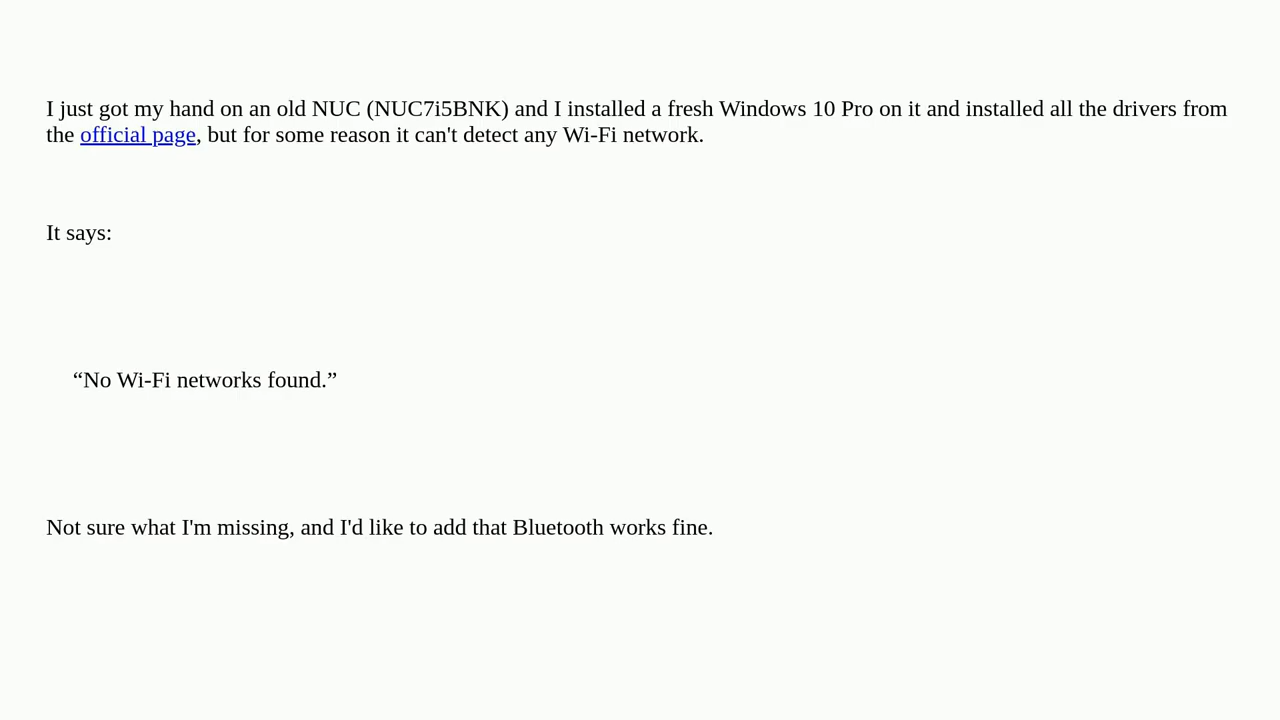 I just got my hand on an old NUC (NUC7i5BNK) and I installed a fresh Windows 10 Pro on it and installed all the drivers from
the official page, but for some reason it can't detect any Wi-Fi network.
It says:
“No Wi-Fi networks found.”
Not sure what I'm missing, and I'd like to add that Bluetooth works fine.